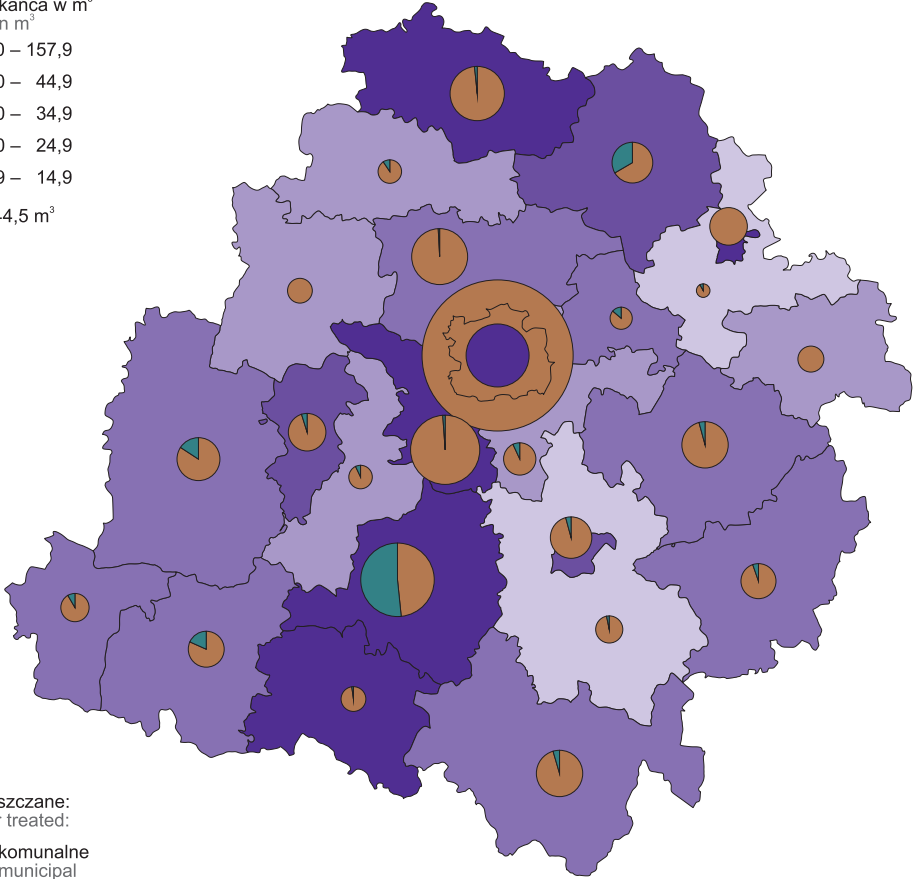 kańca w m³
n m³
0 – 157,9
0 – 44,9
0 – 34,9
0 – 24,9
9 – 14,9
4,5 m³
szczane:
r treated:
komunalne
municipal